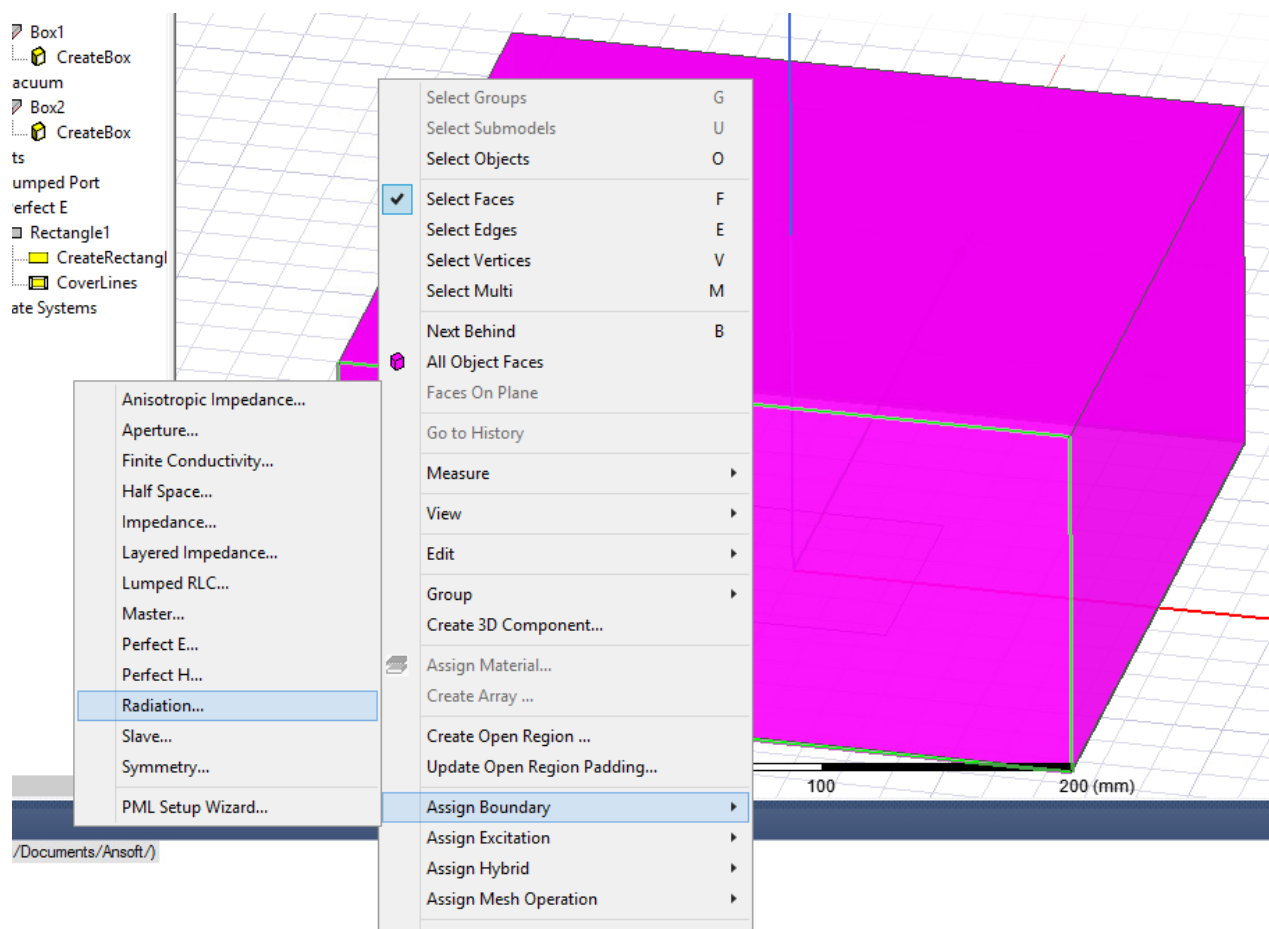 Box1
CreateBox
acuum
Box2
CreateBox
ts
umped Port
erfect E
Rectangle1
CreateRectangl
CoverLines
ate Systems
Select Groups G
Select Submodels U
Select Objects O
Select Faces F
Select Edges E
Select Vertices V
Select Multi M
Next Behind B
All Object Faces
Faces On Plane
Go to History
Measure
View
Edit
Group
Create 3D Component...
Assign Material...
Create Array ...
Create Open Region ...
Update Open Region Padding...
Assign Boundary
Assign Excitation
Assign Hybrid
Assign Mesh Operation
Anisotropic Impedance...
Aperture...
Finite Conductivity...
Half Space...
Impedance...
Layered Impedance...
Lumped RLC...
Master...
Perfect E...
Perfect H...
Radiation...
Slave...
Symmetry...
PML Setup Wizard...
100 200 (mm)
/Documents/Ansoft/)